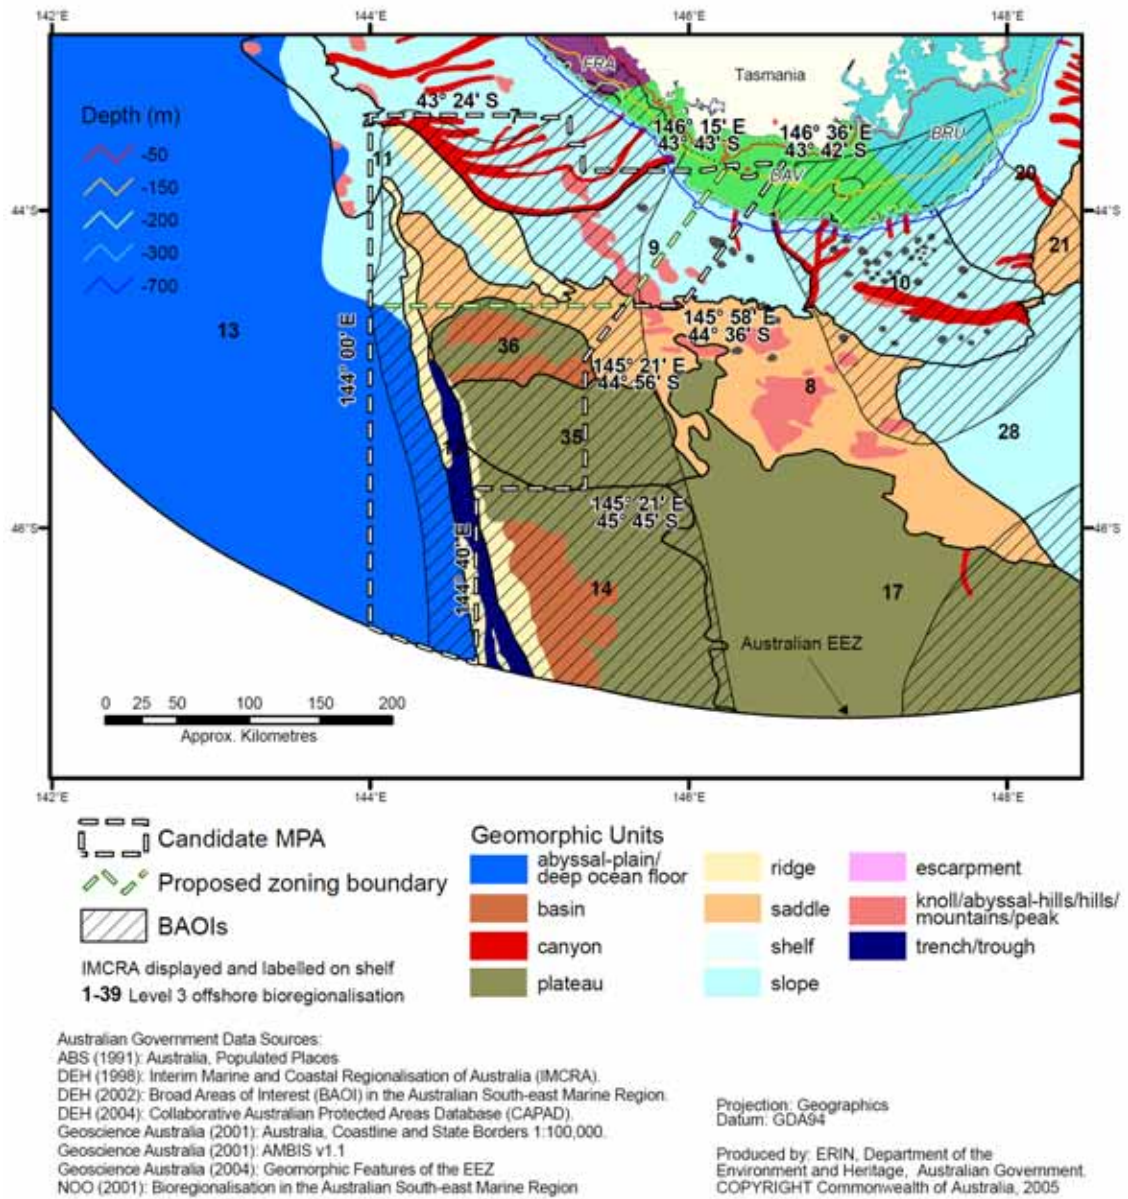 142°E 144°E 146°E 148°E
Tasmania
FRA
BRU
DAV
43° 24' S
146° 15' E
43° 43' S
146° 36' E
43° 42' S
Depth (m)
-50
-150
-200
-300
-700
44°S
44°S
11
9
10
20
21
13
144° 00' E
145° 58' E
44° 36' S
36
145° 21' E
44° 56' S
8
28
35
145° 21' E
45° 45' S
46°S
46°S
144° 40' E
14
17
Australian EEZ
0 25 50 100 150 200
Approx. Kilometres
142°E 144°E 146°E 148°E
Candidate MPA
Proposed zoning boundary
BAOIs
IMCRA displayed and labelled on shelf
1-39 Level 3 offshore bioregionalisation
Geomorphic Units
abyssal-plain/
deep ocean floor
basin
canyon
plateau
ridge
saddle
shelf
slope
escarpment
knoll/abyssal-hills/hills/
mountains/peak
trench/trough
Australian Government Data Sources:
ABS (1991): Australia, Populated Places
DEH (1998): Interim Marine and Coastal Regionalisation of Australia (IMCRA).
DEH (2002): Broad Areas of Interest (BAOI) in the Australian South-east Marine Region.
DEH (2004): Collaborative Australian Protected Areas Database (CAPAD).
Geoscience Australia (2001): Australia, Coastline and State Borders 1:100,000.
Geoscience Australia (2001): AMBIS v1.1
Geoscience Australia (2004): Geomorphic Features of the EEZ
NOO (2001): Bioregionalisation in the Australian South-east Marine Region
Projection: Geographics
Datum: GDA94
Produced by: ERIN, Department of the
Environment and Heritage, Australian Government.
COPYRIGHT Commonwealth of Australia, 2005